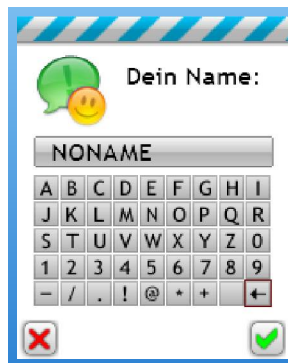 Dein Name:
NONAME
A B C D E F G H I
J K L M N O P Q R
S T U V W X Y Z 0
1 2 3 4 5 6 7 8 9
- / . ! @ * + ←